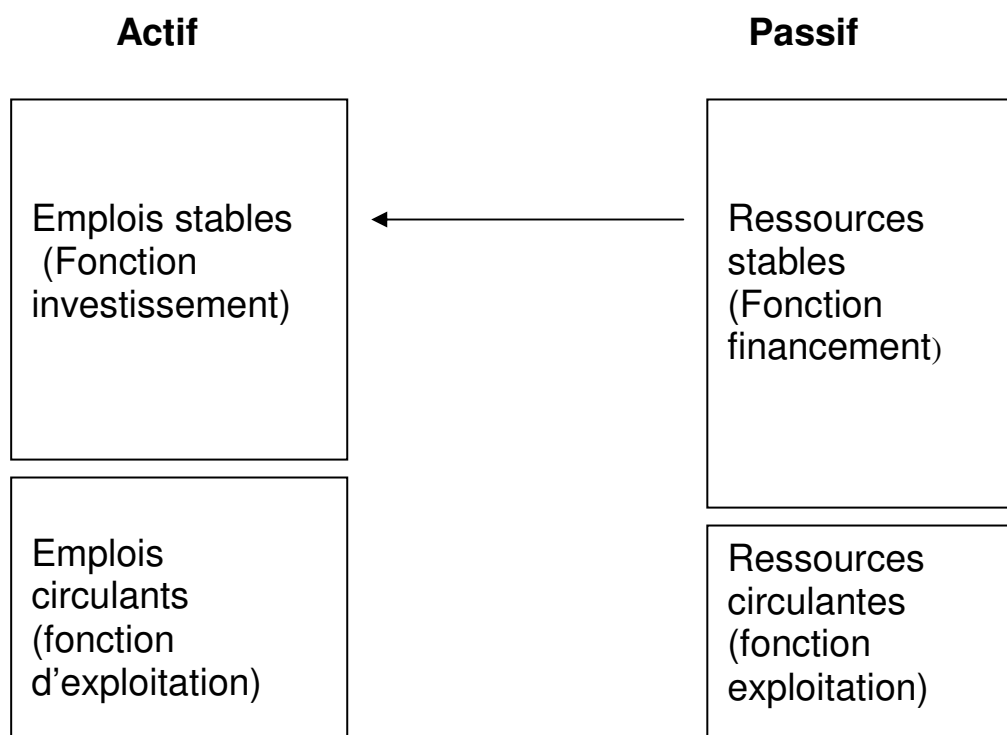 Actif
Passif
Emplois stables
(Fonction
investissement)
Ressources
stables
(Fonction
financement)
Emplois
circulants
(fonction
d'exploitation)
Ressources
circulantes
(fonction
exploitation)